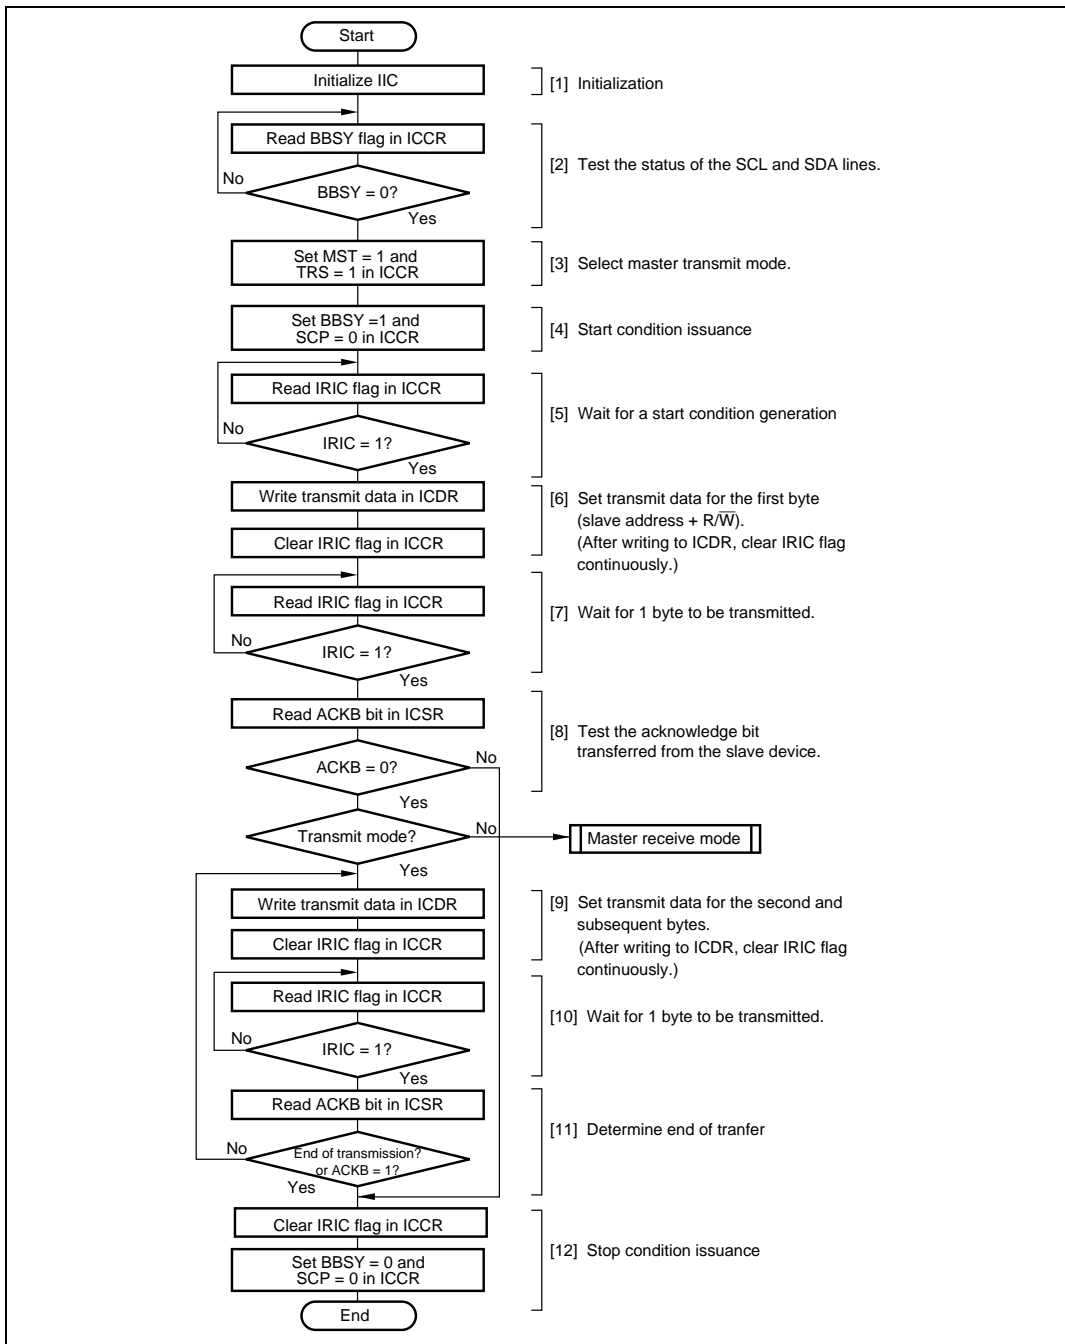 Start
Initialize IIC
[1] Initialization
Read BBSY flag in ICCR
[2] Test the status of the SCL and SDA lines.
No
BBSY = 0?
Yes
Set MST = 1 and
TRS = 1 in ICCR
[3] Select master transmit mode.
Set BBSY =1 and
SCP = 0 in ICCR
[4] Start condition issuance
Read IRIC flag in ICCR
[5] Wait for a start condition generation
No
IRIC = 1?
Yes
Write transmit data in ICDR
[6] Set transmit data for the first byte
(slave address + R/W̅).
(After writing to ICDR, clear IRIC flag
continuously.)
Clear IRIC flag in ICCR
Read IRIC flag in ICCR
[7] Wait for 1 byte to be transmitted.
No
IRIC = 1?
Yes
Read ACKB bit in ICSR
[8] Test the acknowledge bit
transferred from the slave device.
ACKB = 0?
No
Yes
Transmit mode?
No
Master receive mode
Yes
Write transmit data in ICDR
[9] Set transmit data for the second and
subsequent bytes.
(After writing to ICDR, clear IRIC flag
continuously.)
Clear IRIC flag in ICCR
Read IRIC flag in ICCR
[10] Wait for 1 byte to be transmitted.
No
IRIC = 1?
Yes
Read ACKB bit in ICSR
[11] Determine end of tranfer
No
End of transmission?
or ACKB = 1?
Yes
Clear IRIC flag in ICCR
[12] Stop condition issuance
Set BBSY = 0 and
SCP = 0 in ICCR
End